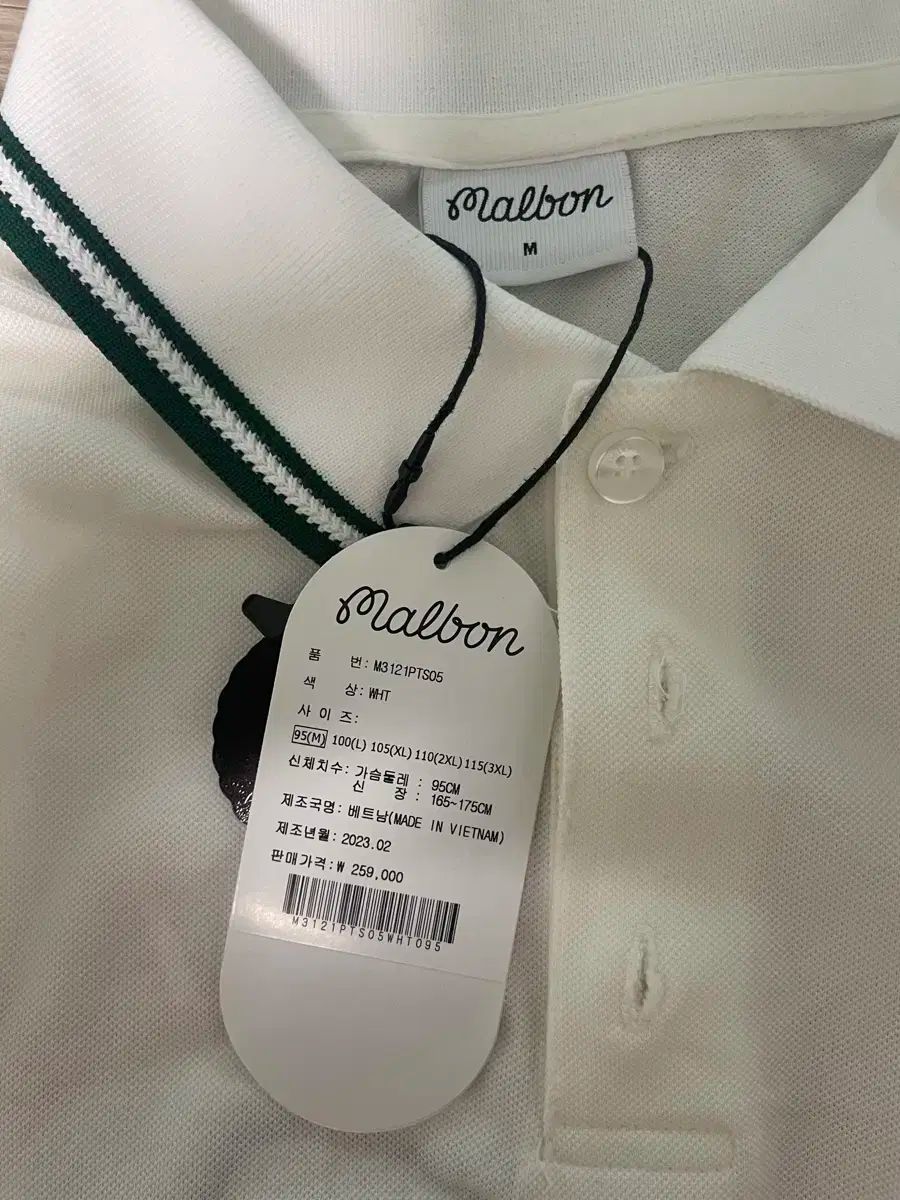 Malbon
M
Malbon
품 번: M3121PTS05
색 상: WHT
사 이 즈:
95(M) 100(L) 105(XL) 110(2XL) 115(3XL)
신체치수: 가슴둘레 : 95CM
신 장 : 165~175CM
제조국명: 베트남(MADE IN VIETNAM)
제조년월: 2023.02
판매가격:₩ 259,000
M3121PTS05WHT095